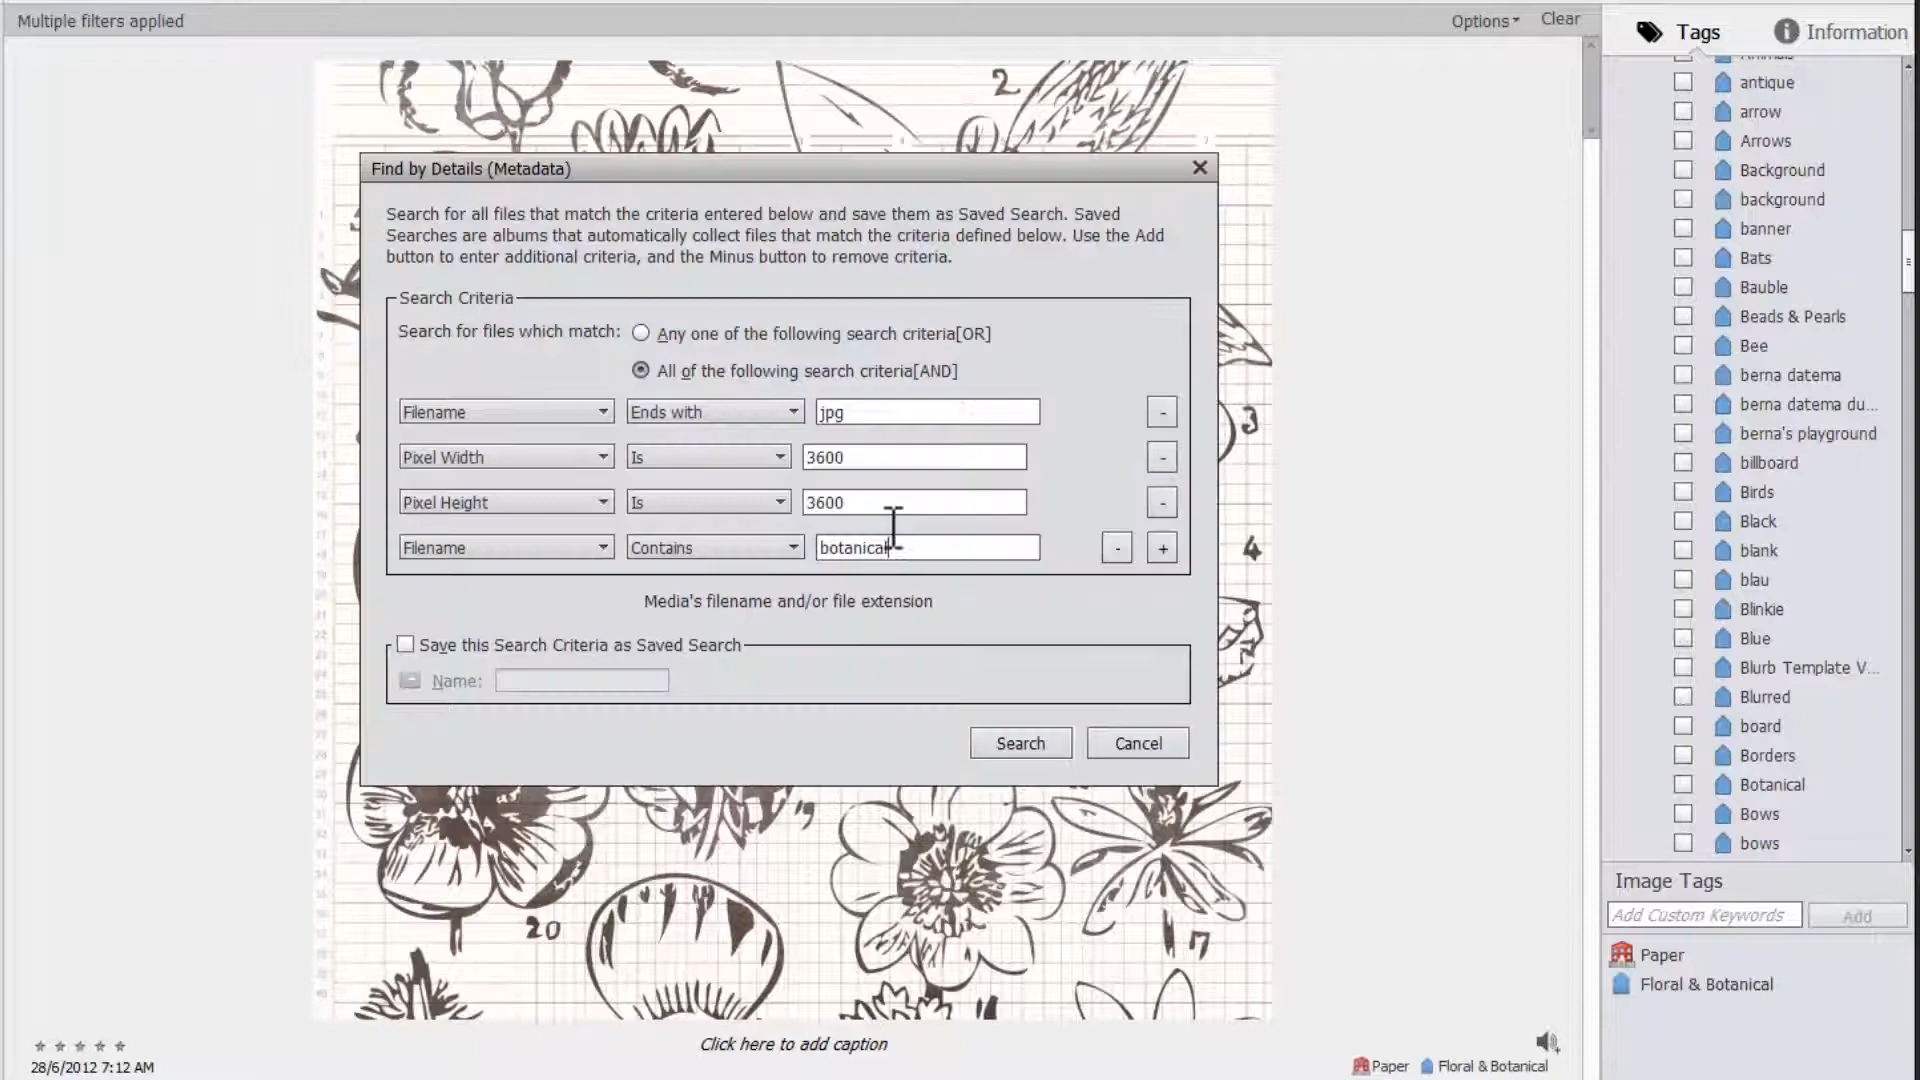 Multiple filters applied
Options
Clear
Tags
Information
antique
arrow
Arrows
Background
background
banner
Bats
Bauble
Beads & Pearls
Bee
berna datema
berna datema du...
berna's playground
billboard
Birds
Black
blank
blau
Blinkie
Blue
Blurb Template V...
Blurred
board
Borders
Botanical
Bows
bows
Image Tags
Add Custom Keywords
Add
Paper
Floral & Botanical
Find by Details (Metadata)
Search for all files that match the criteria entered below and save them as Saved Search. Saved
Searches are albums that automatically collect files that match the criteria defined below. Use the Add
button to enter additional criteria, and the Minus button to remove criteria.
Search Criteria
Search for files which match:
Any one of the following search criteria[OR]
All of the following search criteria[AND]
Filename Ends with jpg -
Pixel Width Is 3600 -
Pixel Height Is 3600 -
Filename Contains botanical - +
Media's filename and/or file extension
Save this Search Criteria as Saved Search
Name:
Search
Cancel
2
3
4
19
20
17
Click here to add caption
28/6/2012 7:12 AM
Paper
Floral & Botanical